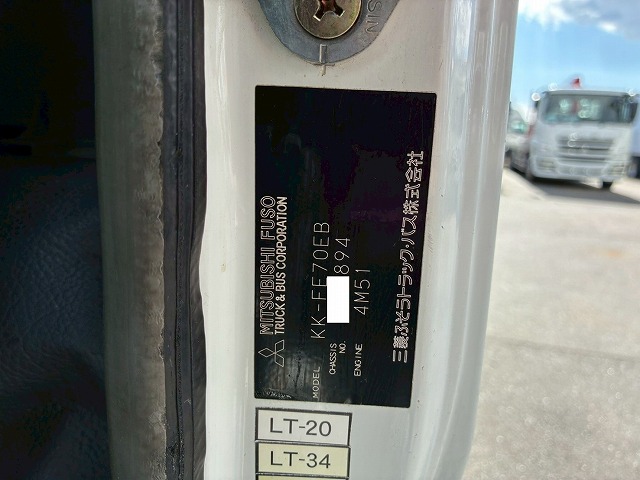 SIN
MITSUBISHI FUSO
TRUCK & BUS CORPORATION
MODEL KK-FE70EB
CHASSIS NO. 894
ENGINE 4M51
三菱ふそうトラック・バス株式会社
LT-20
LT-34